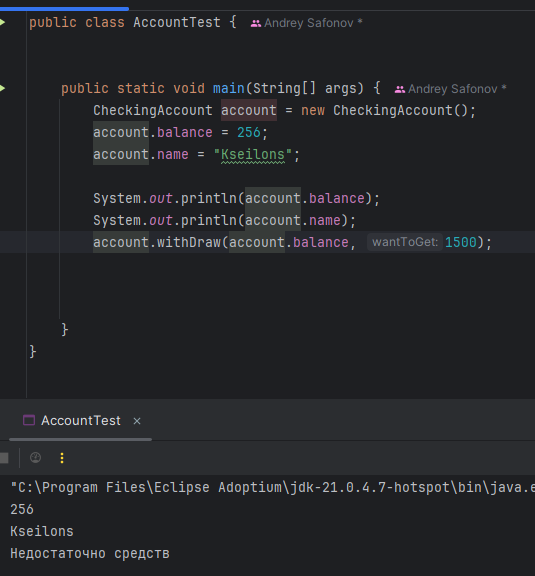 public class AccountTest { Andrey Safonov *
public static void main(String[] args) { Andrey Safonov *
CheckingAccount account = new CheckingAccount();
account.balance = 256;
account.name = "Kseilons";
System.out.println(account.balance);
System.out.println(account.name);
account.withDraw(account.balance, wantToGet: 1500);
}
}
AccountTest ×
"C:\Program Files\Eclipse Adoptium\jdk-21.0.4.7-hotspot\bin\java.e
256
Kseilons
Недостаточно средств